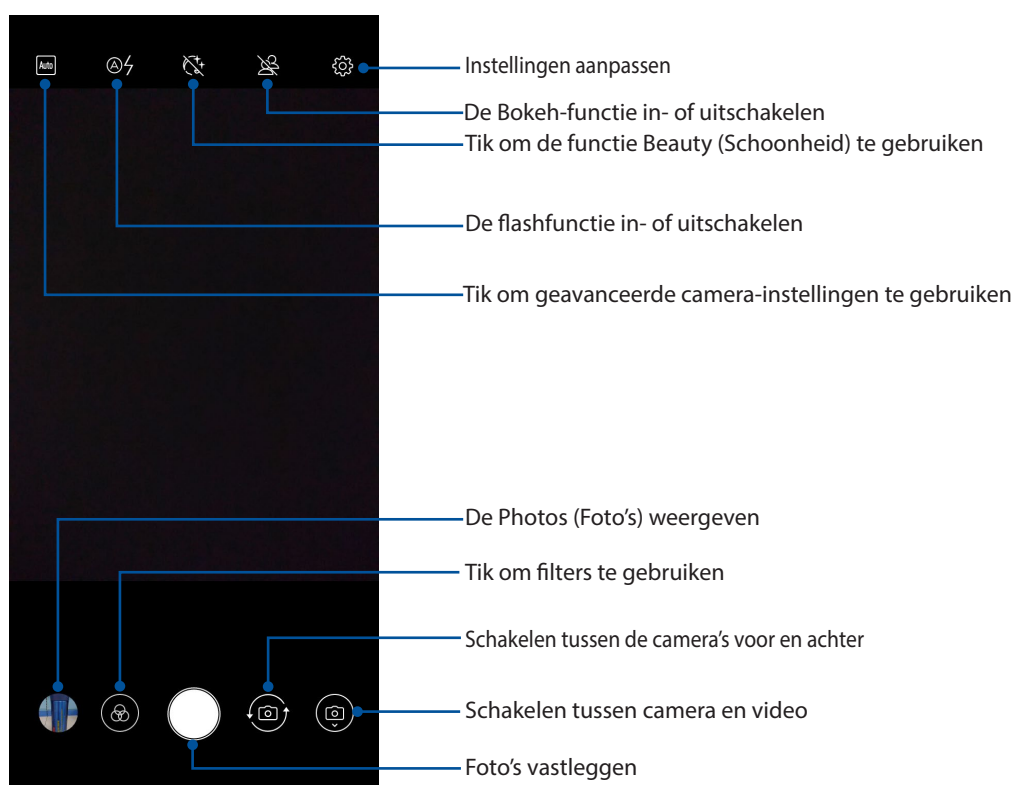 Auto
A
Instellingen aanpassen
De Bokeh-functie in- of uitschakelen
Tik om de functie Beauty (Schoonheid) te gebruiken
De flashfunctie in- of uitschakelen
Tik om geavanceerde camera-instellingen te gebruiken
De Photos (Foto's) weergeven
Tik om filters te gebruiken
Schakelen tussen de camera's voor en achter
Schakelen tussen camera en video
Foto's vastleggen